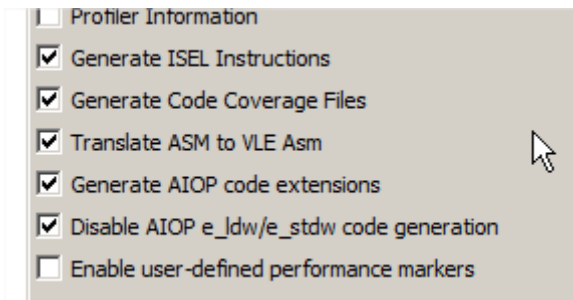 Profiler Information
Generate ISEL Instructions
Generate Code Coverage Files
Translate ASM to VLE Asm
Generate AIOP code extensions
Disable AIOP e_ldw/e_stdw code generation
Enable user-defined performance markers